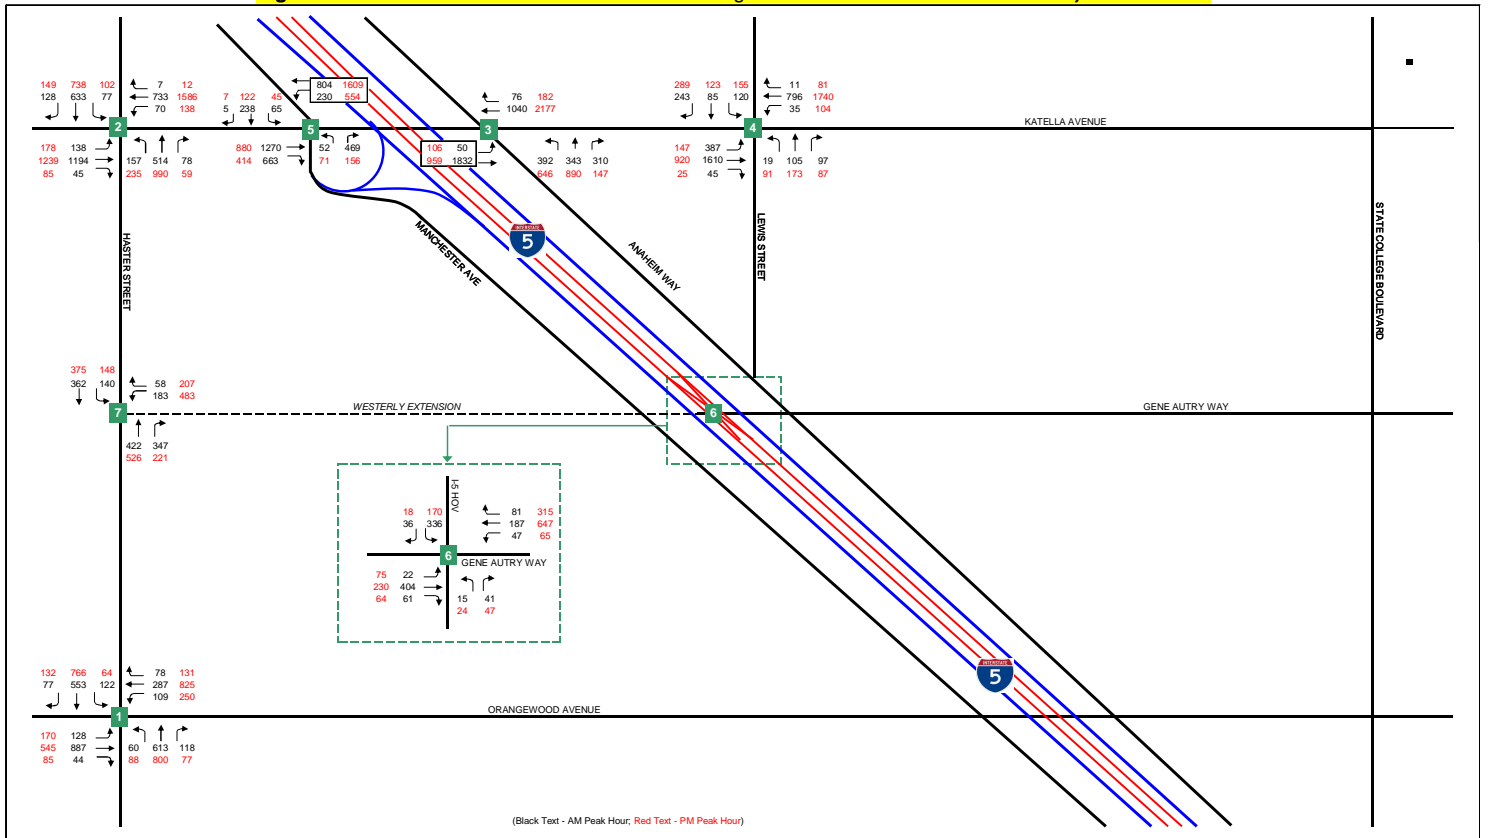 149 738 102
128 633 77
7 12
733 1586
70 138
2
178 138
1239 1194
85 45
157 514 78
235 990 59
7 122 45
5 238 65
804 1609
230 554
5
880 1270
414 663
52 469
71 156
76 182
1040 2177
3
106 50
959 1832
392 343 310
646 890 147
289 123 155
243 85 120
11 81
796 1740
35 104
4
KATELLA AVENUE
147 387
920 1610
25 45
19 105 97
91 173 87
HASTER STREET
MANCHESTER AVE
INTERSTATE
5
ANAHEIM WAY
LEWIS STREET
STATE COLLEGE BOULEVARD
375 148
362 140
58 207
183 483
7
WESTERLY EXTENSION
6
GENE AUTRY WAY
422 347
526 221
I-5 HOV
18 170
36 336
81 315
187 647
47 65
6
GENE AUTRY WAY
75 22
230 404
64 61
15 41
24 47
132 766 64
77 553 122
78 131
287 825
109 250
INTERSTATE
5
1
ORANGEWOOD AVENUE
170 128
545 887
85 44
60 613 118
88 800 77
(Black Text - AM Peak Hour; Red Text - PM Peak Hour)